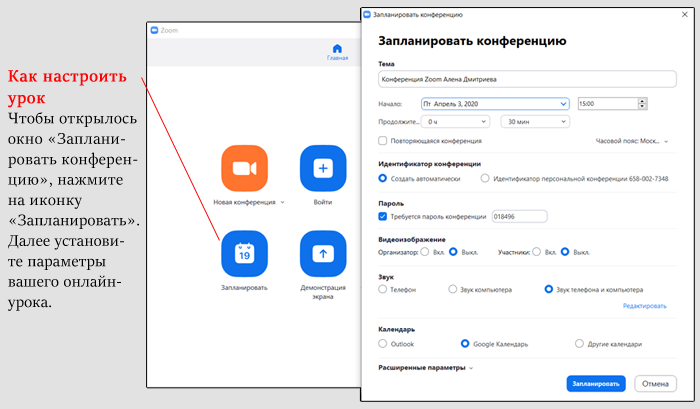 Как настроить
урок
Чтобы открылось
окно «Заплани-
ровать конферен-
цию», нажмите
на иконку
«Запланировать».
Далее установи-
те параметры
вашего онлайн-
урока.
Zoom
Главная
Новая конференция
Войти
19
Запланировать
Демонстрация
экрана
Запланировать конференцию
Запланировать конференцию
Тема
Конференция Zoom Алена Дмитриева
Начало: Пт Апрель 3, 2020 15:00
Продолжите... 0 ч 30 мин
Повторяющаяся конференция Часовой пояс: Моск...
Идентификатор конференции
Создать автоматически Идентификатор персональной конференции 658-002-7348
Пароль
Требуется пароль конференции 018496
Видеоизображение
Организатор: Вкл. Выкл. Участники: Вкл. Выкл.
Звук
Телефон Звук компьютера Звук телефона и компьютера
Редактировать
Календарь
Outlook Google Календарь Другие календари
Расширенные параметры
Запланировать Отмена